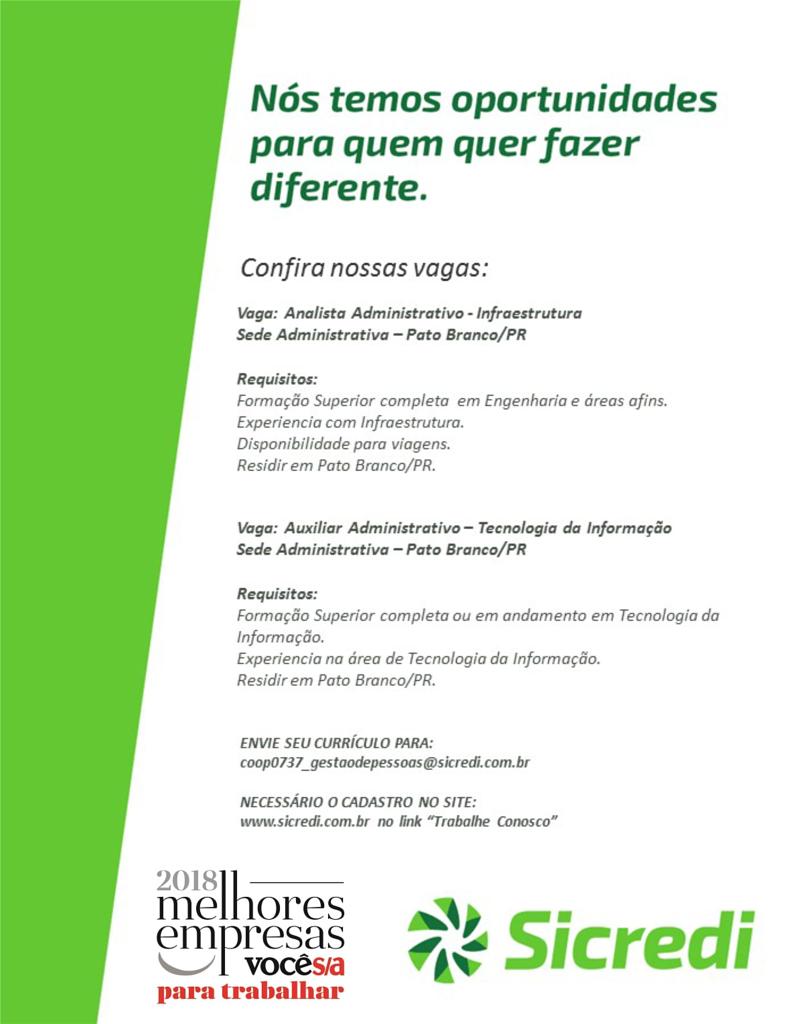 Nós temos oportunidades
para quem quer fazer
diferente.
Confira nossas vagas:
Vaga: Analista Administrativo - Infraestrutura
Sede Administrativa – Pato Branco/PR
Requisitos:
Formação Superior completa em Engenharia e áreas afins.
Experiencia com Infraestrutura.
Disponibilidade para viagens.
Residir em Pato Branco/PR.
Vaga: Auxiliar Administrativo – Tecnologia da Informação
Sede Administrativa – Pato Branco/PR
Requisitos:
Formação Superior completa ou em andamento em Tecnologia da
Informação.
Experiencia na área de Tecnologia da Informação.
Residir em Pato Branco/PR.
ENVIE SEU CURRÍCULO PARA:
coop0737_gestaodepessoas@sicredi.com.br
NECESSÁRIO O CADASTRO NO SITE:
www.sicredi.com.br no link “Trabalhe Conosco”
2018
melhores
empresas
você s/a
para trabalhar
Sicredi